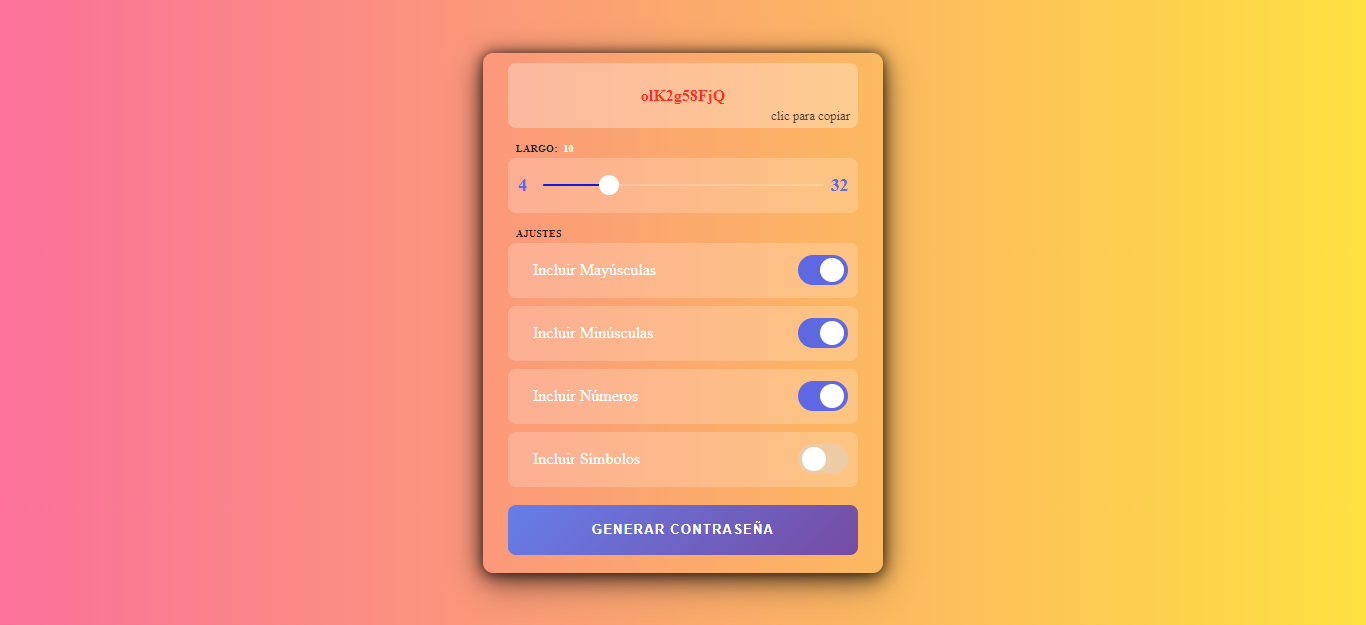 olK2g58FjQ
clic para copiar
LARGO: 10
4 32
AJUSTES
Incluir Mayúsculas
Incluir Minúsculas
Incluir Números
Incluir Símbolos
GENERAR CONTRASEÑA